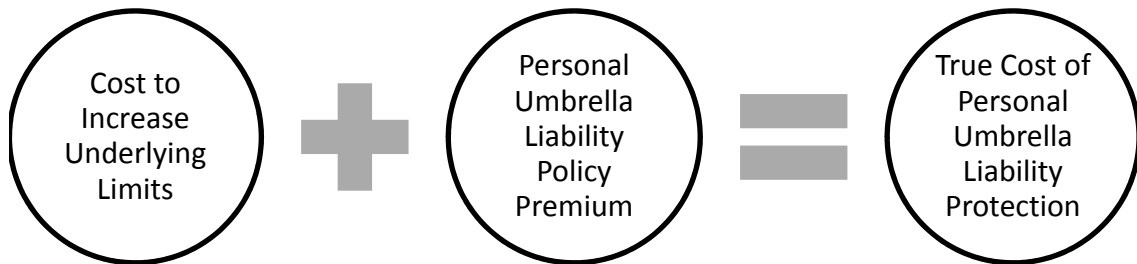 Cost to
Increase
Underlying
Limits
Personal
Umbrella
Liability
Policy
Premium
True Cost of
Personal
Umbrella
Liability
Protection